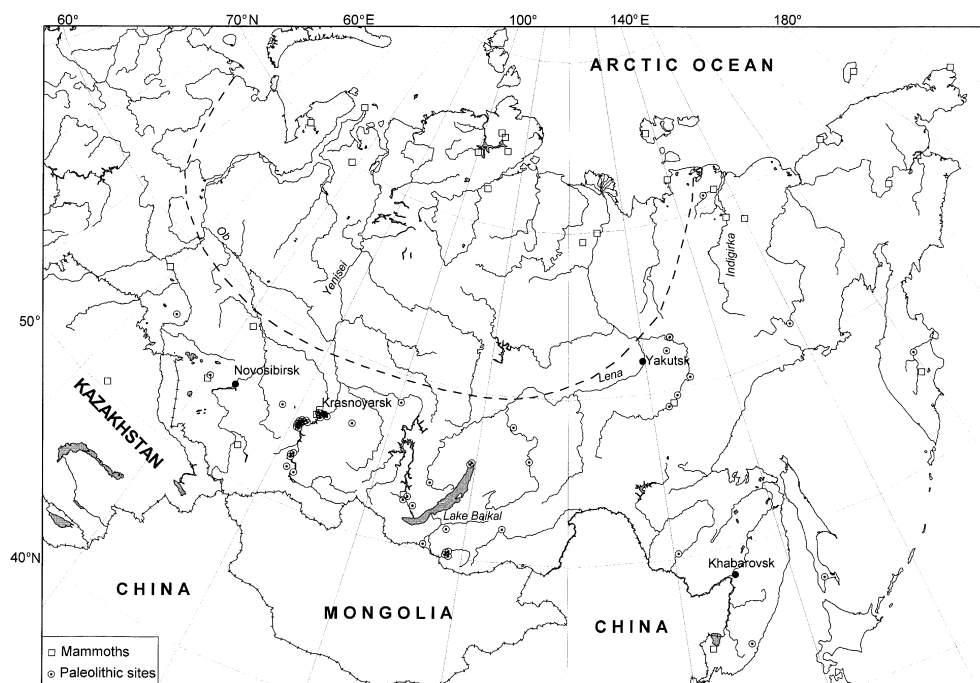 60° 70°N 60°E 100° 140°E 180°
ARCTIC OCEAN
Ob
Yenisei
Indigirka
50°
Novosibirsk
Yakutsk
Lena
KAZAKHSTAN
Krasnoyarsk
Lake Baikal
40°N
Khabarovsk
CHINA
MONGOLIA
CHINA
Mammoths
Paleolithic sites